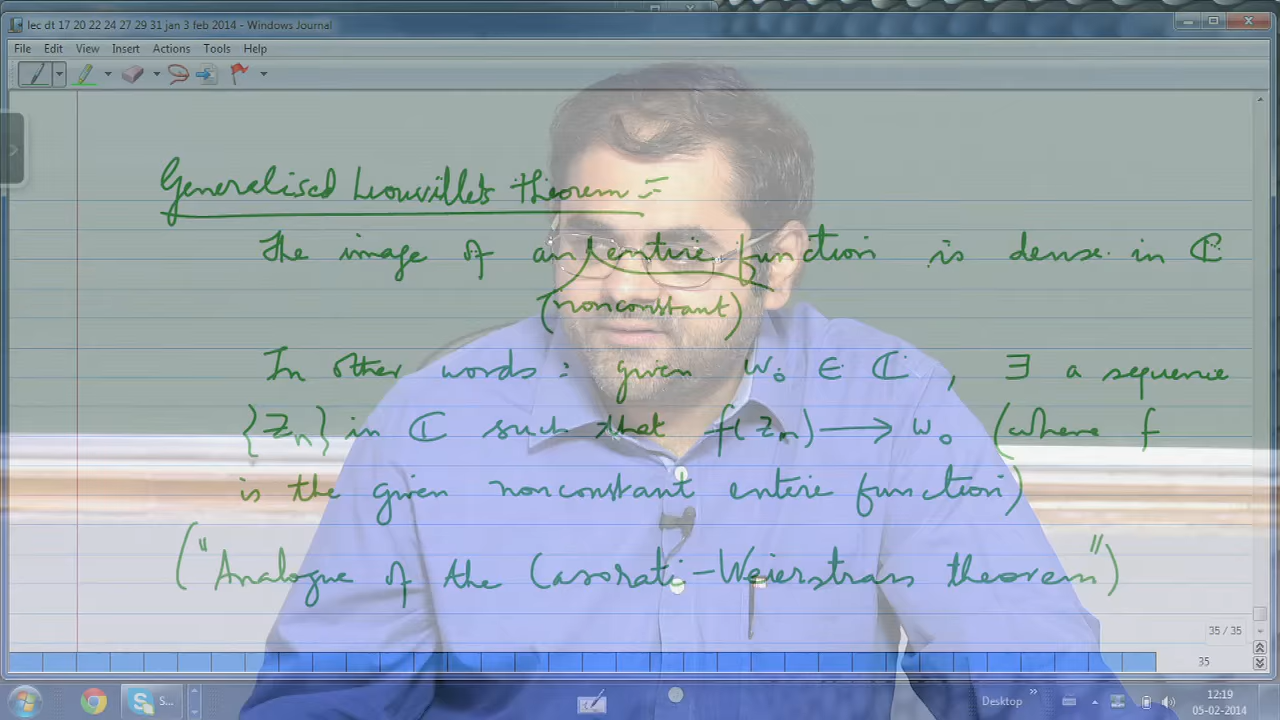 lec dt 17 20 22 24 27 29 31 jan 3 feb 2014 - Windows Journal
File Edit View Insert Actions Tools Help
Generalised Liouville's theorem :-
The image of an entire function is dense in ℂ
(nonconstant)
In other words : given w₀ ∈ ℂ, ∃ a sequence
{zₙ} in ℂ such that f(zₙ) ⟶ w₀ (where f
is the given nonconstant entire function)
("Analogue of the Casorati-Weierstrass theorem")
35 / 35
35
S...
Desktop
12:19
05-02-2014